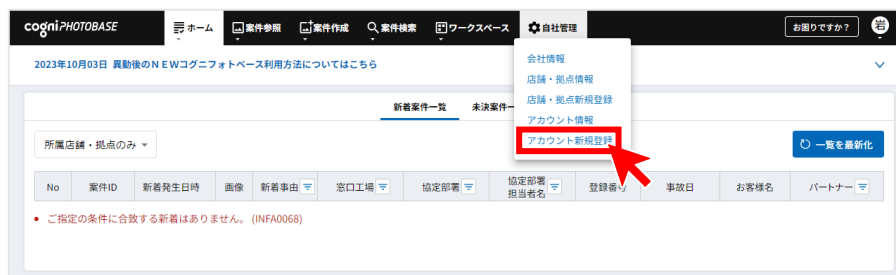 cogni PHOTOBASE ホーム 案件参照 案件作成 案件検索 ワークスペース 自社管理 お困りですか? 岩
2023年10月03日 異動後のＮＥＷコグニフォトベース利用方法についてはこちら
会社情報
店舗・拠点情報
店舗・拠点新規登録
アカウント情報
アカウント新規登録
新着案件一覧 未決案件一
所属店舗・拠点のみ 一覧を最新化
No 案件ID 新着発生日時 画像 新着事由 窓口工場 協定部署 協定部署 担当者名 登録番号 事故日 お客様名 パートナー
ご指定の条件に合致する新着はありません。(INFA0068)